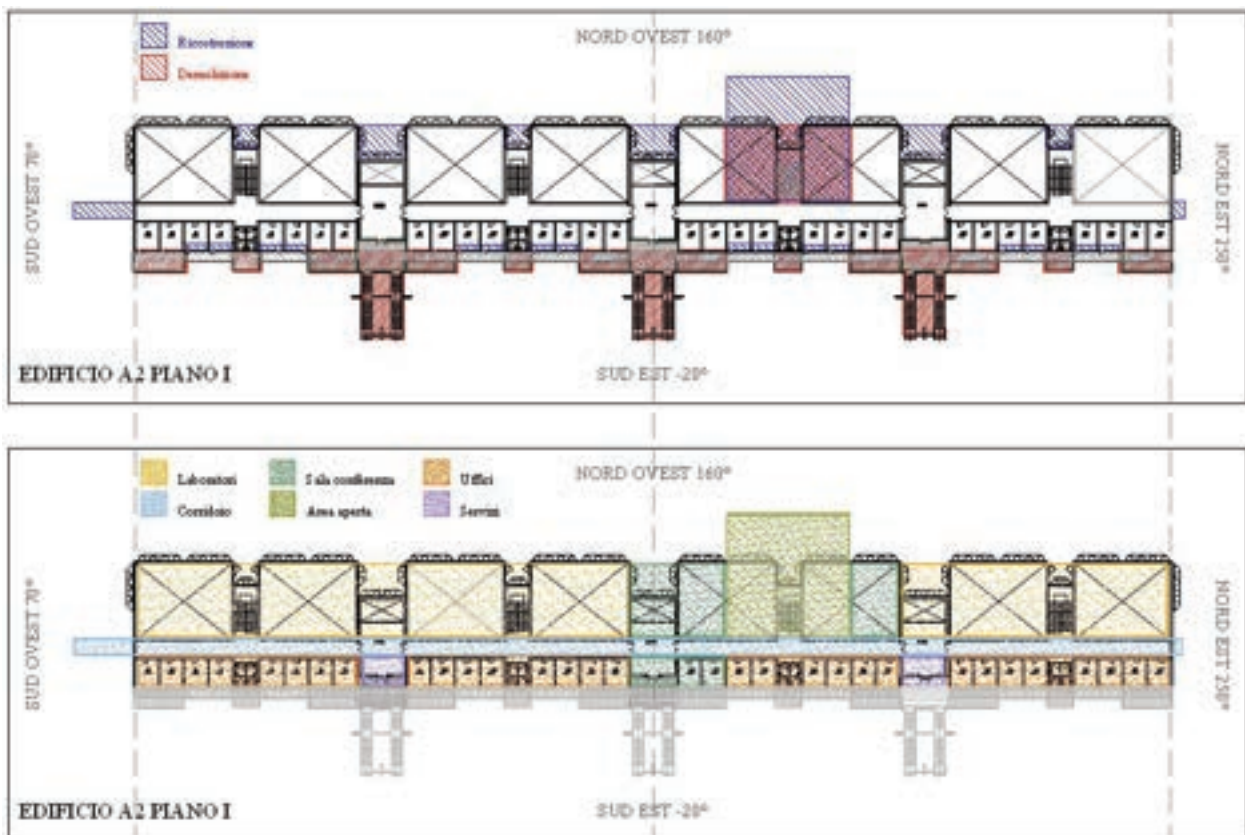 NORD OVEST 160°
Ricostruzione
Demolizione
SUD OVEST 70°
NORD EST 250°
EDIFICIO A2 PIANO I
SUD EST -20°
NORD OVEST 160°
Laboratori
Sala conferenza
Uffici
Corridoio
Area aperta
Servizi
SUD OVEST 70°
NORD EST 250°
EDIFICIO A2 PIANO I
SUD EST -20°